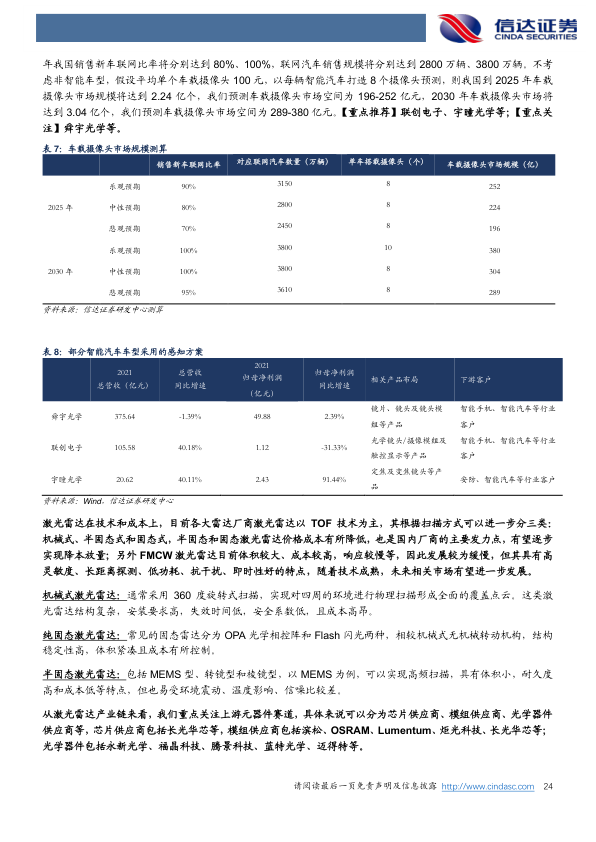 信达证券
CINDA SECURITIES
年我国销售新车联网比率将分别达到 80%、100%，联网汽车销售规模将分别达到 2800 万辆、3800 万辆。不考
虑非智能车型，假设平均单个车载摄像头 100 元，以每辆智能汽车打造 8 个摄像头预测，则我国到 2025 年车载
摄像头市场规模将达到 2.24 亿个，我们预测车载摄像头市场空间为 196-252 亿元，2030 年车载摄像头市场将
达到 3.04 亿个，我们预测车载摄像头市场空间为 289-380 亿元。【重点推荐】联创电子、宇瞳光学等；【重点关
注】舜宇光学等。
表 7：车载摄像头市场规模测算
销售新车联网比率 对应联网汽车数量（万辆） 单车搭载摄像头（个） 车载摄像头市场规模（亿）
乐观预期 90% 3150 8 252
2025 年 中性预期 80% 2800 8 224
悲观预期 70% 2450 8 196
乐观预期 100% 3800 10 380
2030 年 中性预期 100% 3800 8 304
悲观预期 95% 3610 8 289
资料来源：信达证券研发中心测算
表 8：部分智能汽车车型采用的感知方案
2021 总营收 2021 归母净利润
总营收（亿元） 同比增速 归母净利润 同比增速 相关产品布局 下游客户
（亿元）
舜宇光学 375.64 -1.39% 49.88 2.39% 镜片、镜头及镜头模 智能手机、智能汽车等行业
组等产品 客户
联创电子 105.58 40.18% 1.12 -31.33% 光学镜头/摄像模组及 智能手机、智能汽车等行业
触控显示等产品 客户
宇瞳光学 20.62 40.11% 2.43 91.44% 定焦及变焦镜头等产 安防、智能汽车等行业客户
品
资料来源：Wind，信达证券研发中心
激光雷达在技术和成本上，目前各大雷达厂商激光雷达以 TOF 技术为主，其根据扫描方式可以进一步分三类：
机械式、半固态式和固态式，半固态和固态激光雷达价格成本有所降低，也是国内厂商的主要发力点，有望逐步
实现降本放量；另外 FMCW 激光雷达目前体积较大、成本较高，响应较慢等，因此发展较为缓慢，但其具有高
灵敏度、长距离探测、低功耗、抗干扰、即时性好的特点，随着技术成熟，未来相关市场有望进一步发展。
机械式激光雷达：通常采用 360 度旋转式扫描，实现对四周的环境进行物理扫描形成全面的覆盖点云。这类激
光雷达结构复杂，安装要求高，失效时间低，安全系数低，且成本高昂。
纯固态激光雷达：常见的固态雷达分为 OPA 光学相控阵和 Flash 闪光两种，相较机械式无机械转动机构，结构
稳定性高，体积紧凑且成本有所控制。
半固态激光雷达：包括 MEMS 型、转镜型和棱镜型，以 MEMS 为例，可以实现高频扫描，具有体积小，耐久度
高和成本低等特点，但也易受环境震动、温度影响、信噪比较差。
从激光雷达产业链来看，我们重点关注上游元器件赛道，具体来说可以分为芯片供应商、模组供应商、光学器件
供应商等，芯片供应商包括长光华芯等，模组供应商包括滨松、OSRAM、Lumentum、炬光科技、长光华芯等；
光学器件包括永新光学、福晶科技、腾景科技、蓝特光学、迈得特等。
请阅读最后一页免责声明及信息披露 http://www.cindasc.com 24